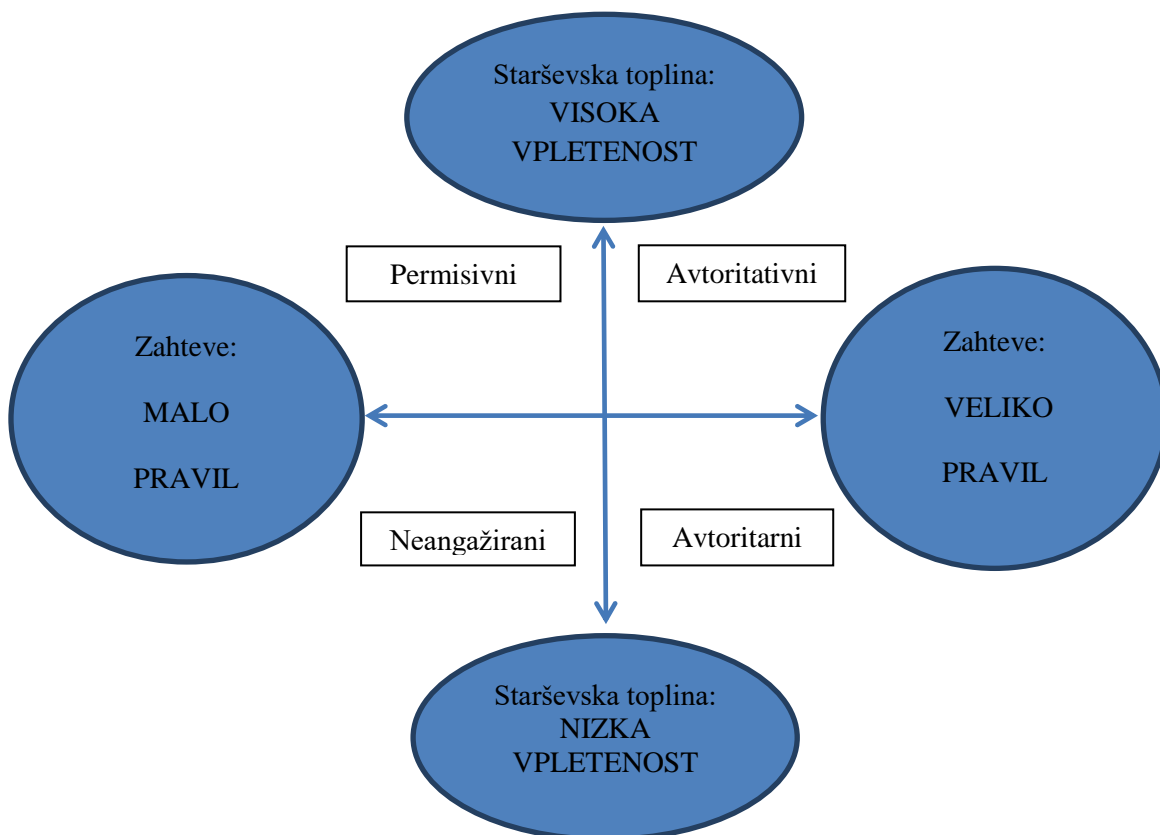 Starševska toplina:
VISOKA
VPLETENOST
Permisivni
Avtoritativni
Zahteve:
MALO
PRAVIL
Zahteve:
VELIKO
PRAVIL
Neangažirani
Avtoritarni
Starševska toplina:
NIZKA
VPLETENOST